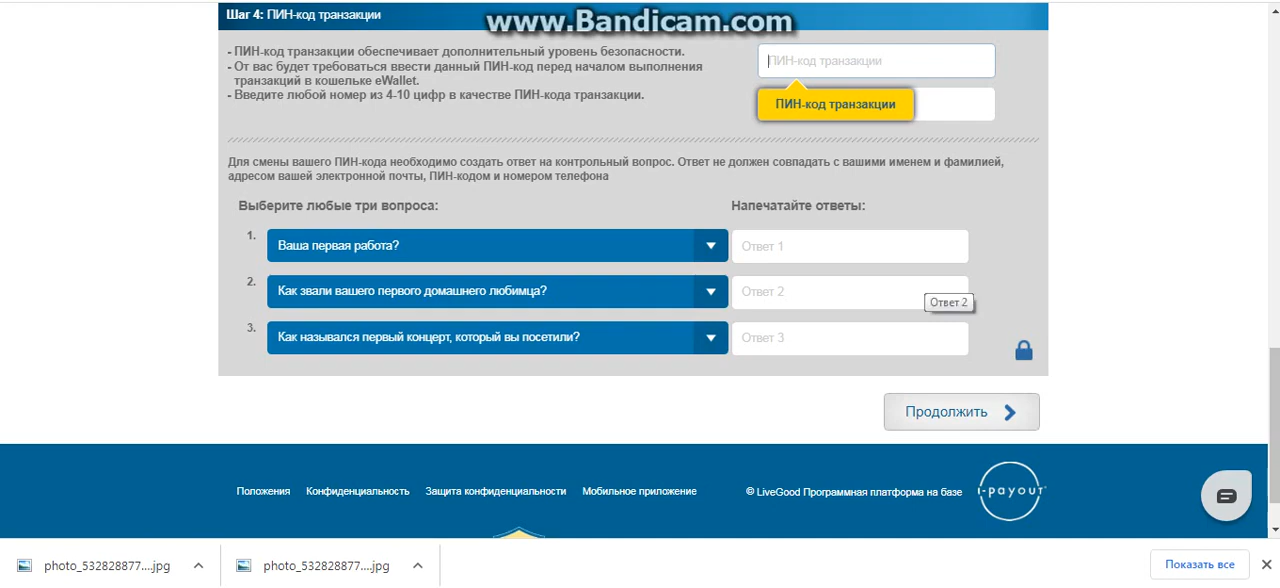 www.Bandicam.com
Шаг 4: ПИН-код транзакции
- ПИН-код транзакции обеспечивает дополнительный уровень безопасности.
- От вас будет требоваться ввести данный ПИН-код перед началом выполнения
транзакций в кошельке eWallet.
- Введите любой номер из 4-10 цифр в качестве ПИН-кода транзакции.
ПИН-код транзакции
ПИН-код транзакции
Для смены вашего ПИН-кода необходимо создать ответ на контрольный вопрос. Ответ не должен совпадать с вашими именем и фамилией,
адресом вашей электронной почты, ПИН-кодом и номером телефона
Выберите любые три вопроса:
Напечатайте ответы:
1.
Ваша первая работа?
Ответ 1
2.
Как звали вашего первого домашнего любимца?
Ответ 2
Ответ 2
3.
Как назывался первый концерт, который вы посетили?
Ответ 3
Продолжить
Положения
Конфиденциальность
Защита конфиденциальности
Мобильное приложение
© LiveGood Программная платформа на базе
i-payout
photo_532828877....jpg
photo_532828877....jpg
Показать все